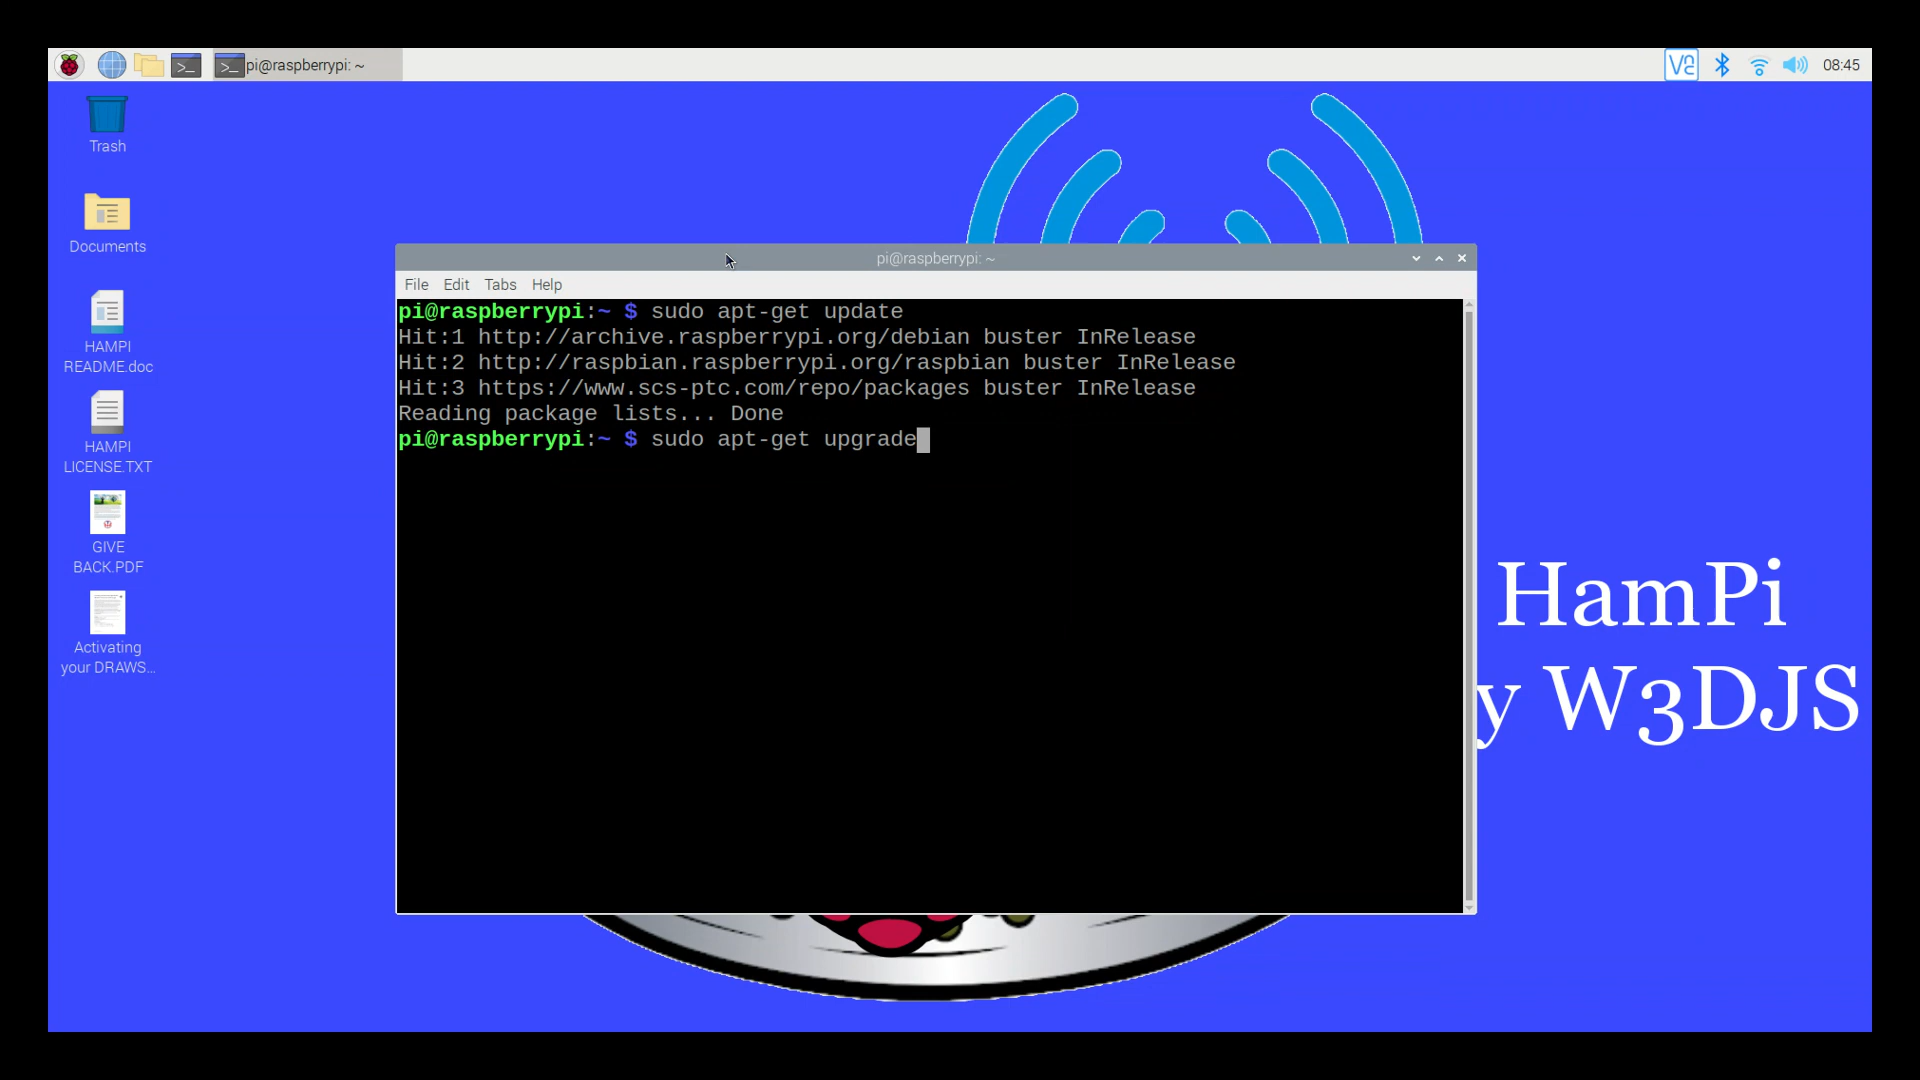 pi@raspberrypi: ~
VNC
08:45
Trash
Documents
HAMPI
README.doc
HAMPI
LICENSE.TXT
GIVE
BACK.PDF
Activating
your DRAWS...
pi@raspberrypi: ~
File Edit Tabs Help
pi@raspberrypi:~ $ sudo apt-get update
Hit:1 http://archive.raspberrypi.org/debian buster InRelease
Hit:2 http://raspbian.raspberrypi.org/raspbian buster InRelease
Hit:3 https://www.scs-ptc.com/repo/packages buster InRelease
Reading package lists... Done
pi@raspberrypi:~ $ sudo apt-get upgrade
HamPi
y W3DJS